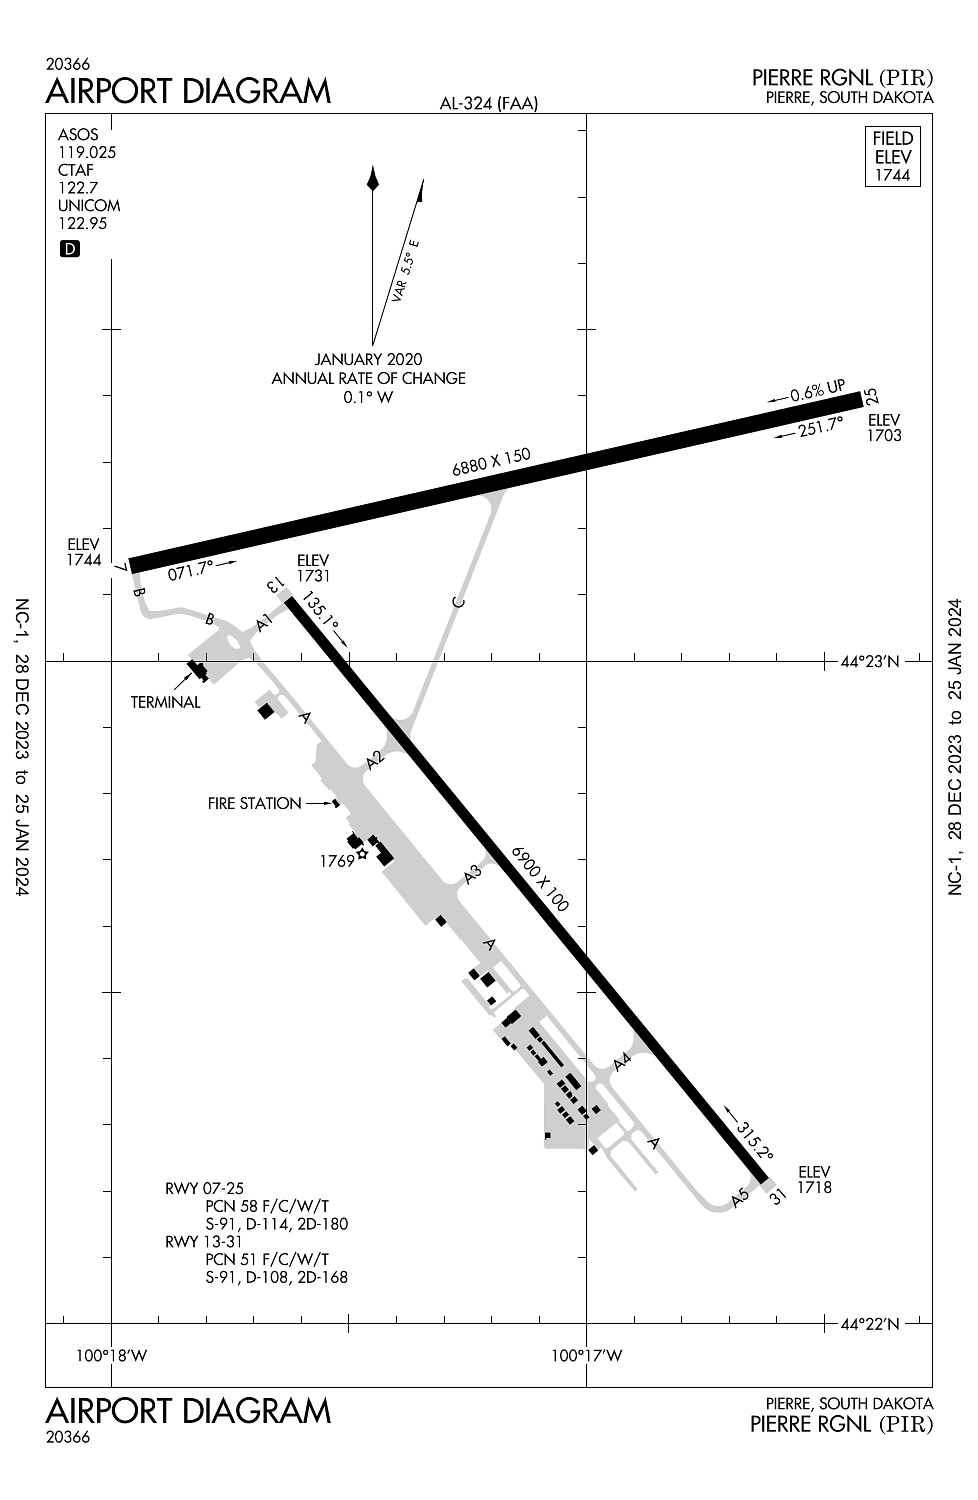 20366
AIRPORT DIAGRAM
AL-324 (FAA)
PIERRE RGNL (PIR)
PIERRE, SOUTH DAKOTA
ASOS
119.025
CTAF
122.7
UNICOM
122.95
D
FIELD
ELEV
1744
VAR 5.5° E
JANUARY 2020
ANNUAL RATE OF CHANGE
0.1° W
0.6% UP
25
251.7°
ELEV
1703
6880 X 150
ELEV
1744
7
071.7°
ELEV
1731
13
135.1°
B
B
A1
C
44°23'N
TERMINAL
A
A2
FIRE STATION
1769
A3
6900 X 100
A
A4
A
315.2°
ELEV
1718
A5
31
RWY 07-25
PCN 58 F/C/W/T
S-91, D-114, 2D-180
RWY 13-31
PCN 51 F/C/W/T
S-91, D-108, 2D-168
44°22'N
100°18'W
100°17'W
NC-1, 28 DEC 2023 to 25 JAN 2024
NC-1, 28 DEC 2023 to 25 JAN 2024
AIRPORT DIAGRAM
20366
PIERRE, SOUTH DAKOTA
PIERRE RGNL (PIR)